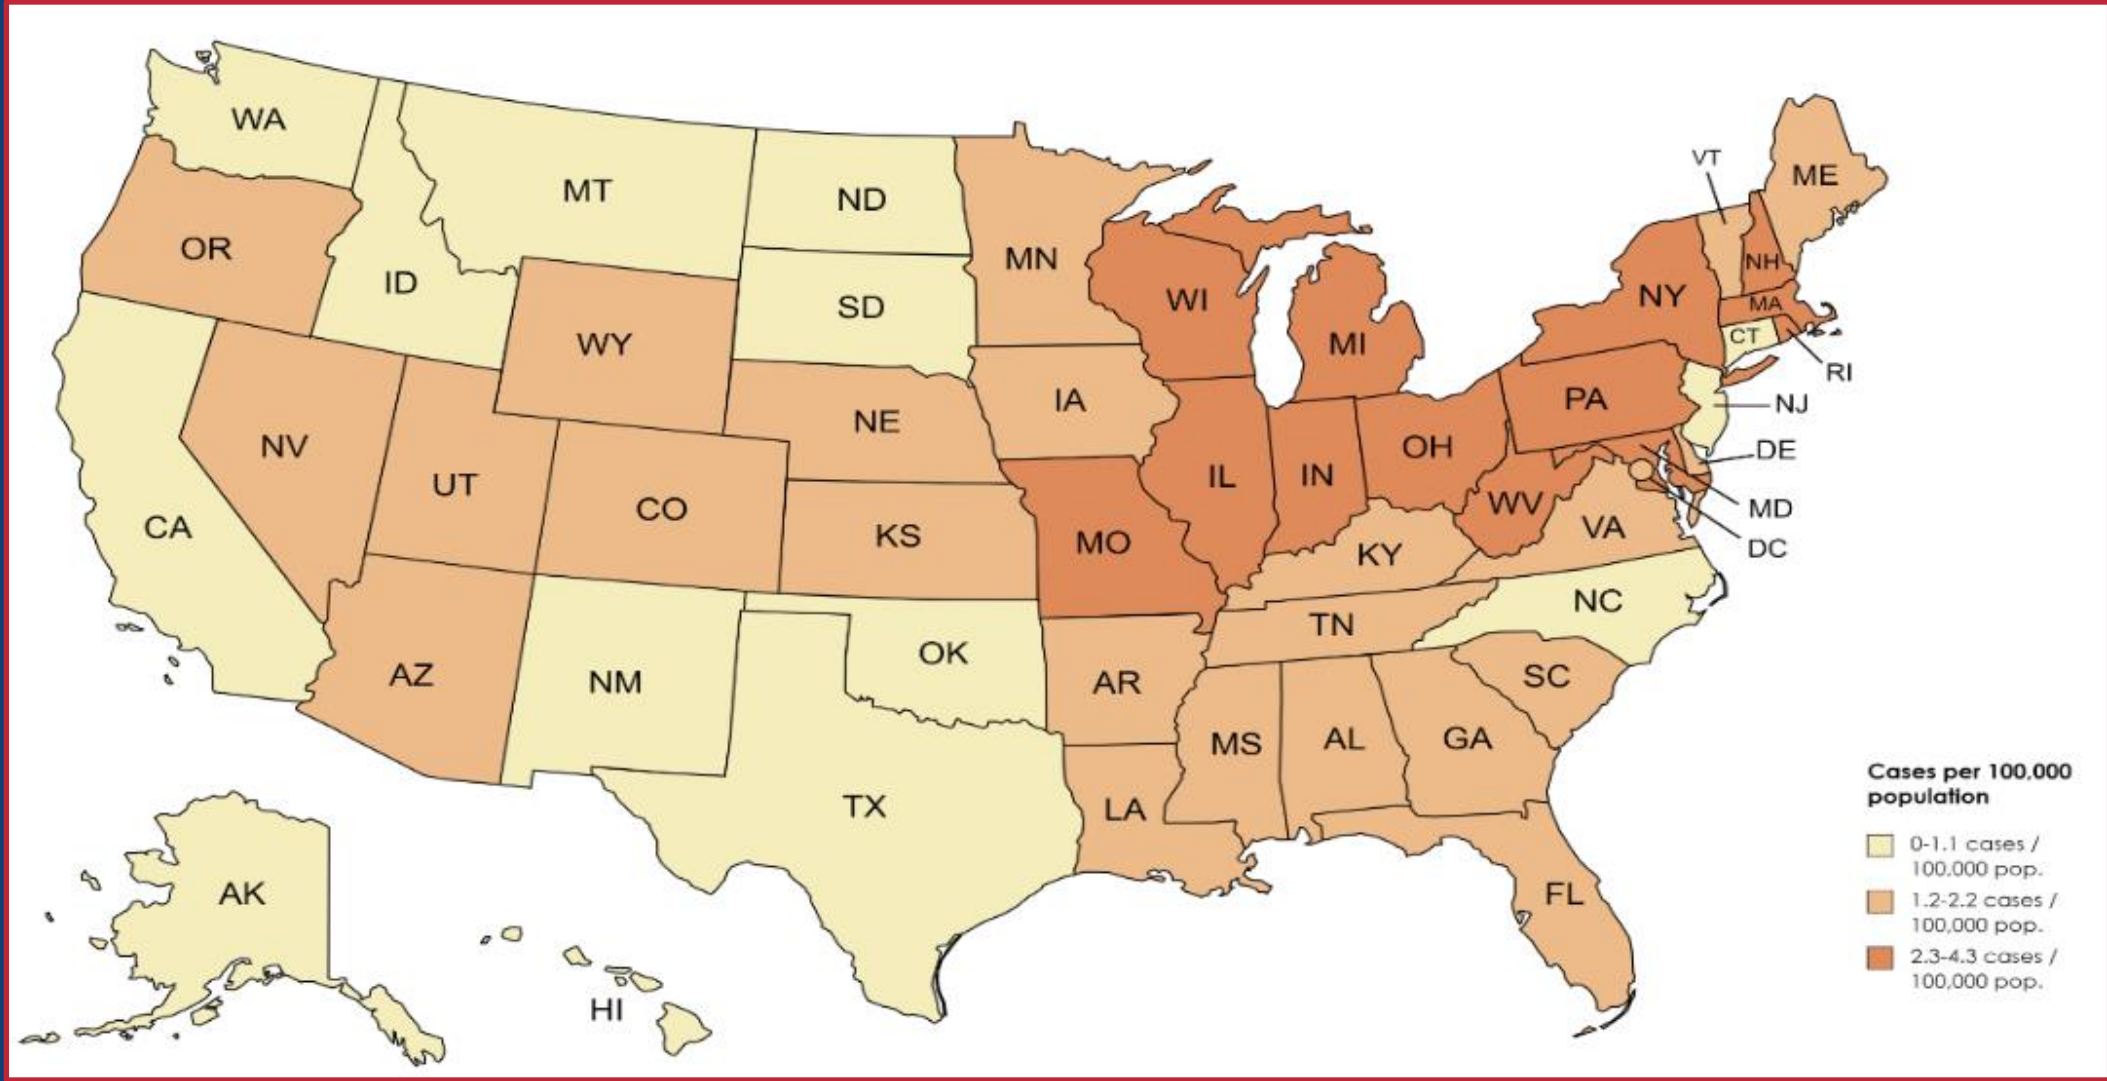 WA
MT
ND
MN
VT
ME
OR
ID
SD
WI
NH
NY
MA
WY
MI
CT
RI
IA
PA
NJ
NE
NV
OH
DE
UT
IL
IN
CO
WV
MD
CA
KS
MO
VA
DC
KY
NC
TN
OK
AZ
NM
AR
SC
MS
AL
GA
TX
LA
AK
FL
HI
Cases per 100,000
population
0-1.1 cases /
100,000 pop.
1.2-2.2 cases /
100,000 pop.
2.3-4.3 cases /
100,000 pop.